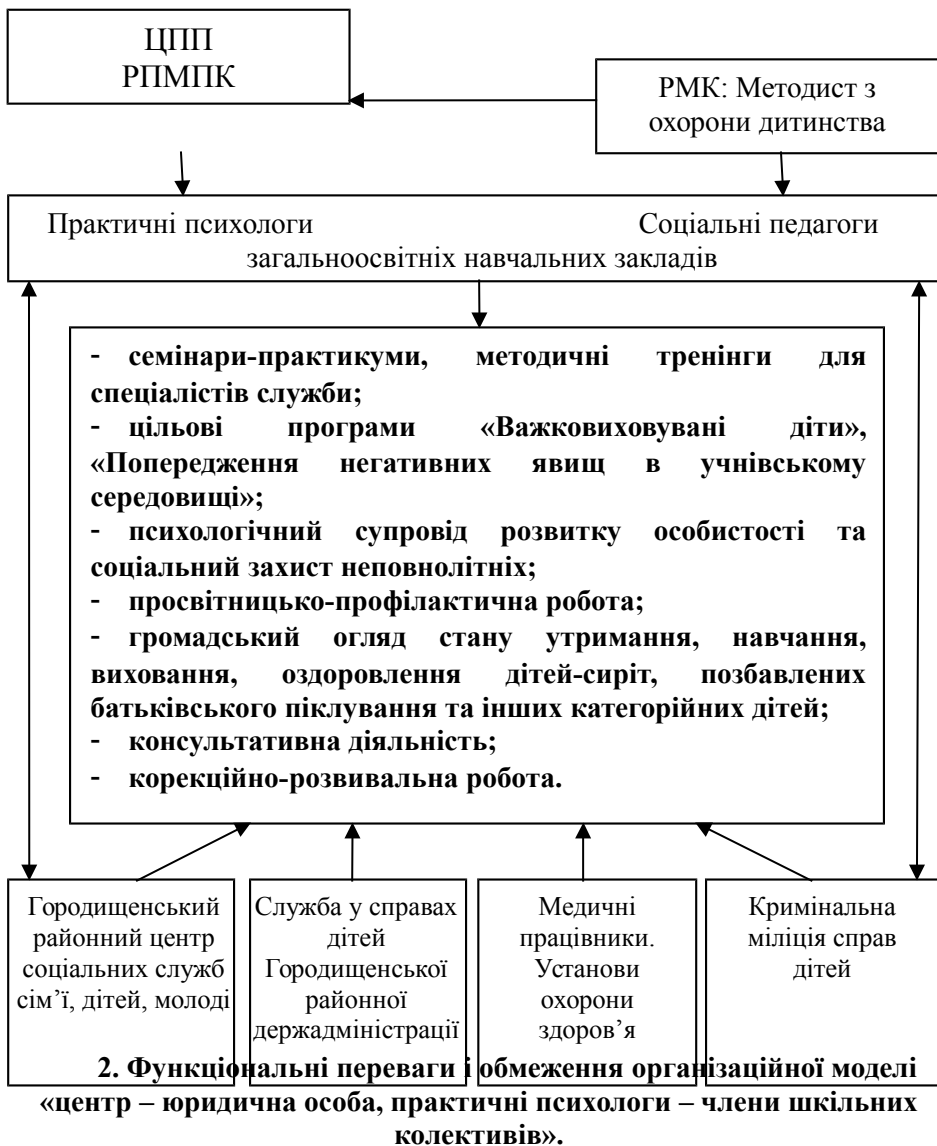 ЦПП
РПМПК
РМК: Методист з
охорони дитинства
Практичні психологи Соціальні педагоги
загальноосвітніх навчальних закладів
- семінари-практикуми, методичні тренінги для
спеціалістів служби;
- цільові програми «Важковиховувані діти»,
«Попередження негативних явищ в учнівському
середовищі»;
- психологічний супровід розвитку особистості та
соціальний захист неповнолітніх;
- просвітницько-профілактична робота;
- громадський огляд стану утримання, навчання,
виховання, оздоровлення дітей-сиріт, позбавлених
батьківського піклування та інших категорійних дітей;
- консультативна діяльність;
- корекційно-розвивальна робота.
Городищенський
районний центр
соціальних служб
сім’ї, дітей, молоді
Служба у справах
дітей
Городищенської
районної
держадміністрації
Медичні
працівники.
Установи
охорони
здоров’я
Кримінальна
міліція справ
дітей
2. Функціональні переваги і обмеження організаційної моделі
«центр – юридична особа, практичні психологи – члени шкільних
колективів».